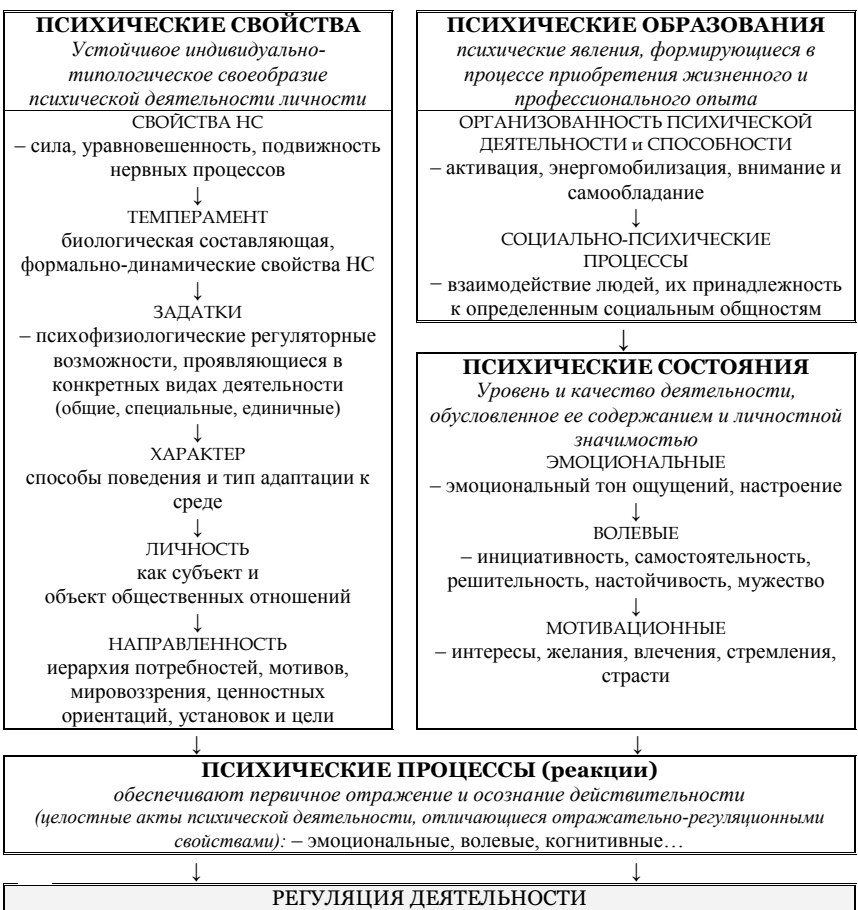 ПСИХИЧЕСКИЕ СВОЙСТВА
Устойчивое индивидуально-
типологическое своеобразие
психической деятельности личности
СВОЙСТВА НС
– сила, уравновешенность, подвижность
нервных процессов
↓
ТЕМПЕРАМЕНТ
биологическая составляющая,
формально-динамические свойства НС
↓
ЗАДАТКИ
– психофизиологические регуляторные
возможности, проявляющиеся в
конкретных видах деятельности
(общие, специальные, единичные)
↓
ХАРАКТЕР
способы поведения и тип адаптации к
среде
↓
ЛИЧНОСТЬ
как субъект и
объект общественных отношений
↓
НАПРАВЛЕННОСТЬ
иерархия потребностей, мотивов,
мировоззрения, ценностных
ориентаций, установок и цели
ПСИХИЧЕСКИЕ ОБРАЗОВАНИЯ
психические явления, формирующиеся в
процессе приобретения жизненного и
профессионального опыта
ОРГАНИЗОВАННОСТЬ ПСИХИЧЕСКОЙ
ДЕЯТЕЛЬНОСТИ и СПОСОБНОСТИ
– активация, энергомобилизация, внимание и
самообладание
↓
СОЦИАЛЬНО-ПСИХИЧЕСКИЕ
ПРОЦЕССЫ
– взаимодействие людей, их принадлежность
к определенным социальным общностям
↓
ПСИХИЧЕСКИЕ СОСТОЯНИЯ
Уровень и качество деятельности,
обусловленное ее содержанием и личностной
значимостью
ЭМОЦИОНАЛЬНЫЕ
– эмоциональный тон ощущений, настроение
↓
ВОЛЕВЫЕ
– инициативность, самостоятельность,
решительность, настойчивость, мужество
↓
МОТИВАЦИОННЫЕ
– интересы, желания, влечения, стремления,
страсти
↓ ↓
ПСИХИЧЕСКИЕ ПРОЦЕССЫ (реакции)
обеспечивают первичное отражение и осознание действительности
(целостные акты психической деятельности, отличающиеся отражательно-регуляционными
свойствами): – эмоциональные, волевые, когнитивные…
↓ ↓
РЕГУЛЯЦИЯ ДЕЯТЕЛЬНОСТИ